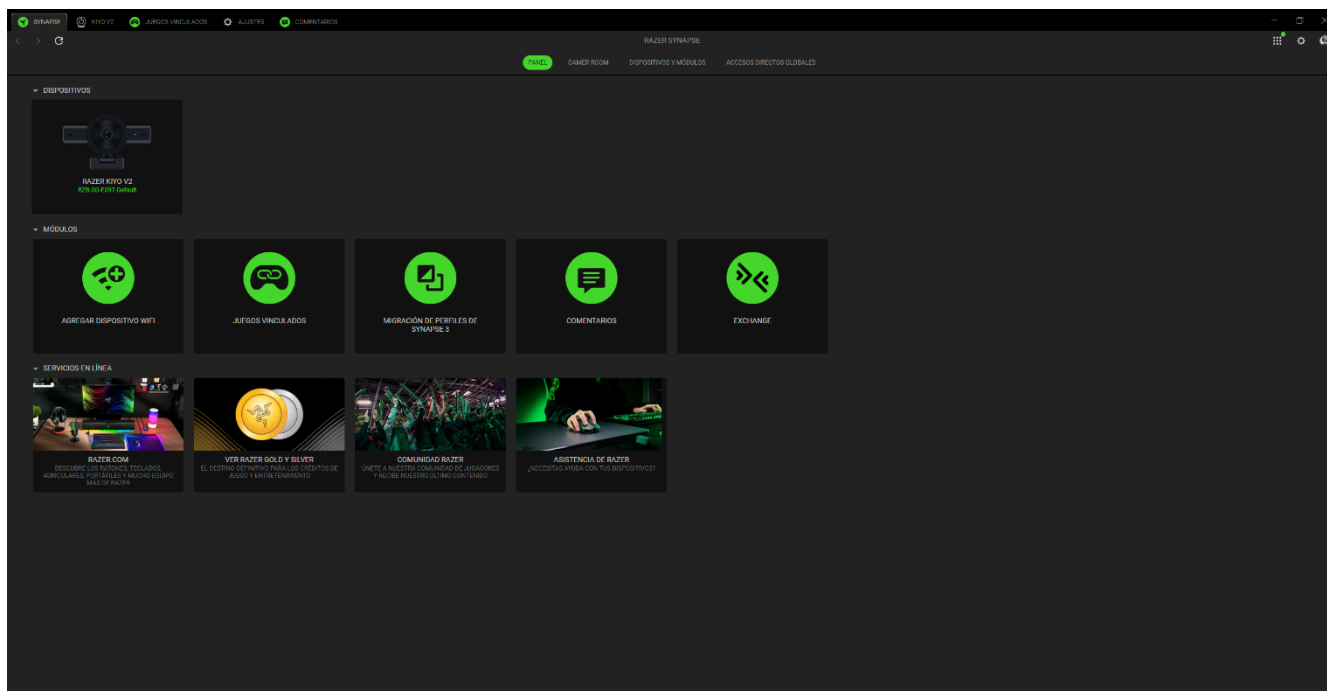 SYNAPSE KIYO V2 JUEGOS VINCULADOS AJUSTES COMENTARIOS
RAZER SYNAPSE
PANEL GAMER ROOM DISPOSITIVOS Y MÓDULOS ACCESOS DIRECTOS GLOBALES
DISPOSITIVOS
RAZER KIYO V2
RZB-SG-E097-Default
MÓDULOS
AGREGAR DISPOSITIVO WIFI
JUEGOS VINCULADOS
MIGRACIÓN DE PERFILES DE
SYNAPSE 3
COMENTARIOS
EXCHANGE
SERVICIOS EN LÍNEA
RAZER.COM
DESCUBRE LOS RATONES, TECLADOS,
AURICULARES, PORTÁTILES Y MUCHO EQUIPO
MÁS DE RAZER
VER RAZER GOLD Y SILVER
EL DESTINO DEFINITIVO PARA LOS CRÉDITOS DE
JUEGO Y ENTRETENIMIENTO
COMUNIDAD RAZER
ÚNETE A NUESTRA COMUNIDAD DE JUGADORES
Y RECIBE NUESTRO ÚLTIMO CONTENIDO
ASISTENCIA DE RAZER
¿NECESITAS AYUDA CON TUS DISPOSITIVOS?